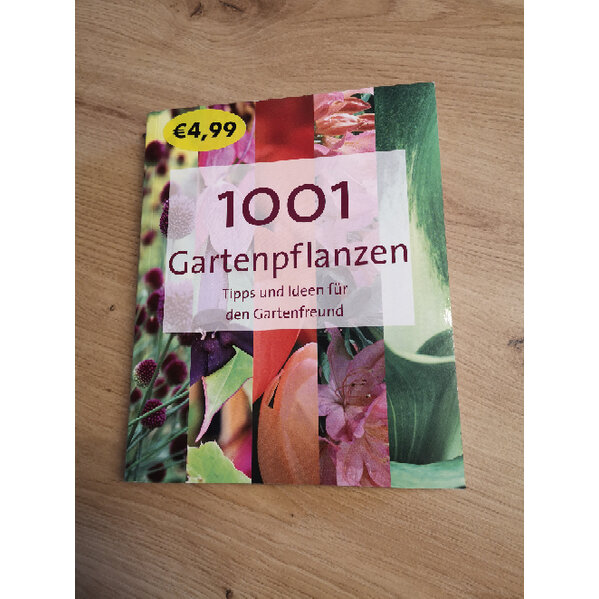 €4,99
1001
Gartenpflanzen
Tipps und Ideen für
den Gartenfreund